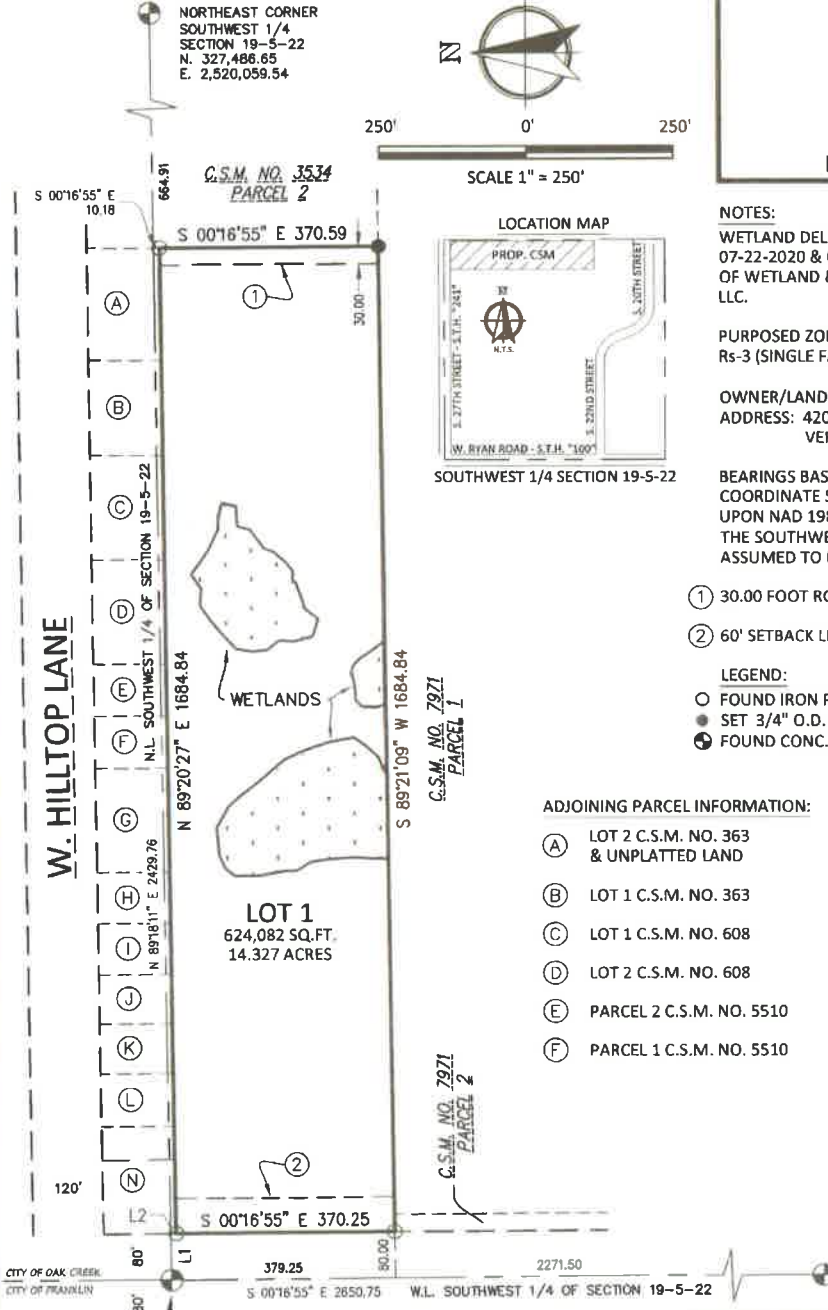 NORTHEAST CORNER
SOUTHWEST 1/4
SECTION 19-5-22
N. 327,486.65
E. 2,520,059.54
N
250' 0' 250'
SCALE 1" = 250'
664.91
C.S.M. NO. 3534
PARCEL 2
S 00°16'55" E
10.18
S 00°16'55" E 370.59
1
30.00
LOCATION MAP
PROP. CSM
N
N.T.S.
S. 27TH STREET - S.T.H. "241"
S. 20TH STREET
S. 22ND STREET
W. RYAN ROAD - S.T.H. "100"
SOUTHWEST 1/4 SECTION 19-5-22
NOTES:
WETLAND DEL
07-22-2020 &
OF WETLAND &
LLC.
PURPOSED ZO
Rs-3 (SINGLE F
OWNER/LAND
ADDRESS: 420
VE
BEARINGS BAS
COORDINATE S
UPON NAD 198
THE SOUTHWE
ASSUMED TO
1 30.00 FOOT RO
2 60' SETBACK L
LEGEND:
FOUND IRON P
SET 3/4" O.D.
FOUND CONC.
A
B
C
D
E
F
G
H
I
J
K
L
N
W. HILLTOP LANE
N.L. SOUTHWEST 1/4 OF SECTION 19-5-22
N 89°18'11" E 2429.76
N 89°20'27" E 1684.84
WETLANDS
S 89°21'09" W 1684.84
C.S.M. NO. 7971
PARCEL 1
LOT 1
624,082 SQ.FT.
14.327 ACRES
ADJOINING PARCEL INFORMATION:
A LOT 2 C.S.M. NO. 363
& UNPLATTED LAND
B LOT 1 C.S.M. NO. 363
C LOT 1 C.S.M. NO. 608
D LOT 2 C.S.M. NO. 608
E PARCEL 2 C.S.M. NO. 5510
F PARCEL 1 C.S.M. NO. 5510
C.S.M. NO. 7971
PARCEL 2
2
120'
L2
S 00°16'55" E 370.25
80'
L1
80.00
379.25
2271.50
CITY OF OAK CREEK
CITY OF FRANKLIN
80'
S 00°16'55" E 2650.75 W.L. SOUTHWEST 1/4 OF SECTION 19-5-22